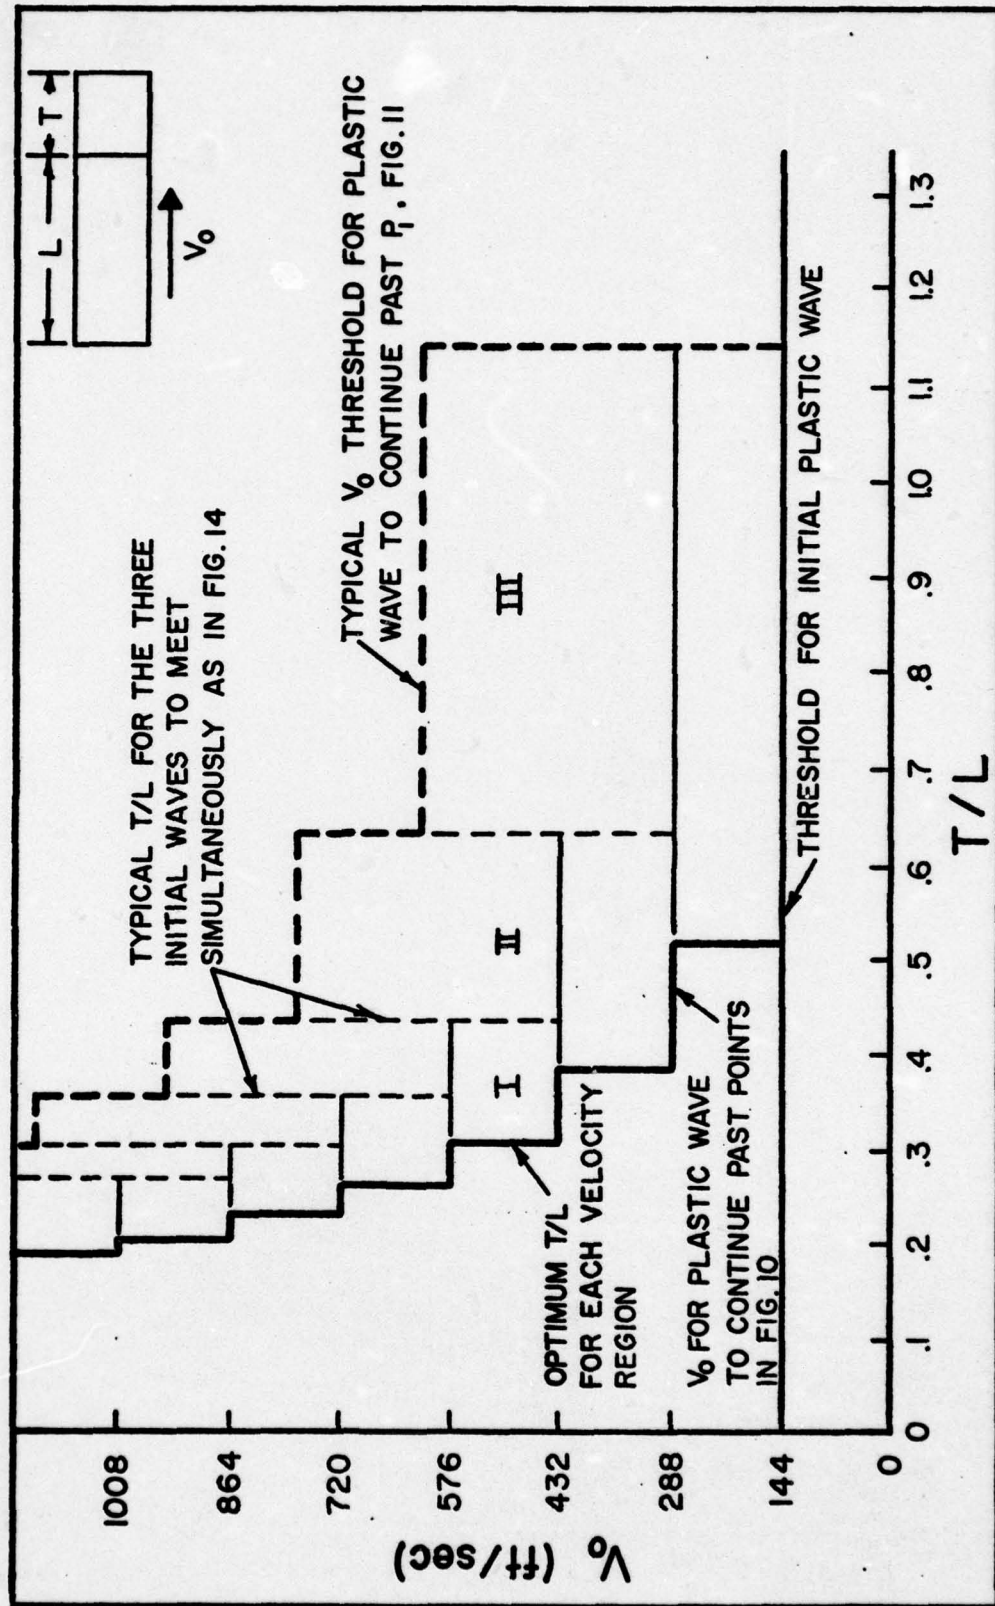 L
T
V₀
TYPICAL T/L FOR THE THREE
INITIAL WAVES TO MEET
SIMULTANEOUSLY AS IN FIG. 14
TYPICAL V₀ THRESHOLD FOR PLASTIC
WAVE TO CONTINUE PAST P₁, FIG. 11
I
II
III
OPTIMUM T/L
FOR EACH VELOCITY
REGION
V₀ FOR PLASTIC WAVE
TO CONTINUE PAST POINTS
IN FIG. 10
THRESHOLD FOR INITIAL PLASTIC WAVE
V₀ (ft/sec)
1008
864
720
576
432
288
144
0
0 .1 .2 .3 .4 .5 .6 .7 .8 .9 1.0 1.1 1.2 1.3
T/L